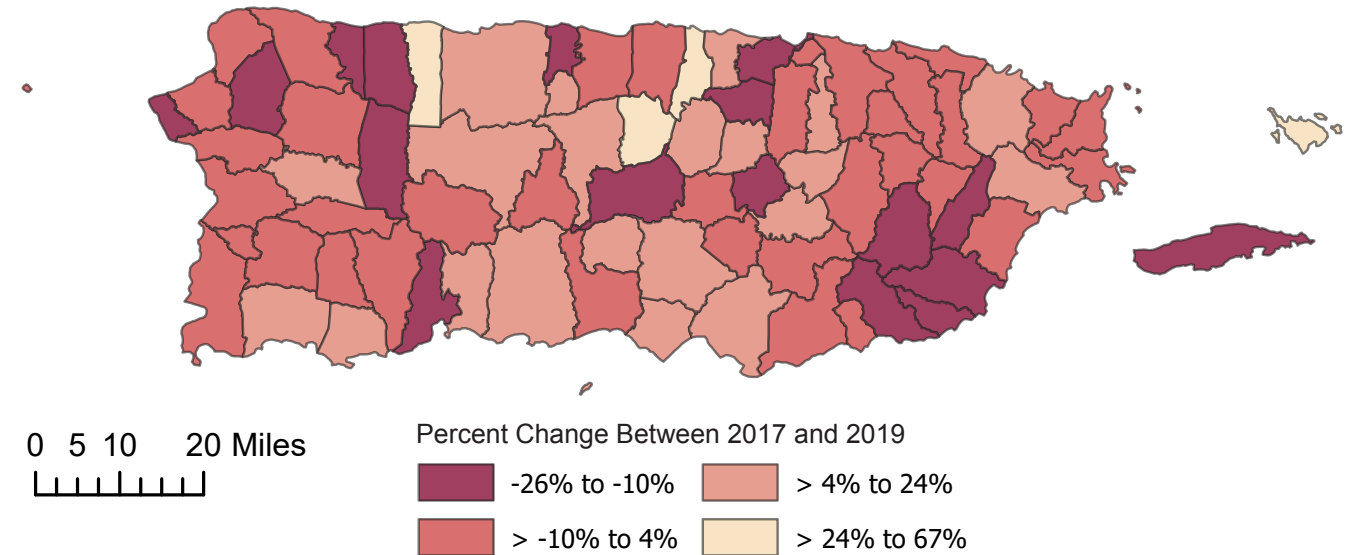 0 5 10 20 Miles
Percent Change Between 2017 and 2019
-26% to -10%
> 4% to 24%
> -10% to 4%
> 24% to 67%